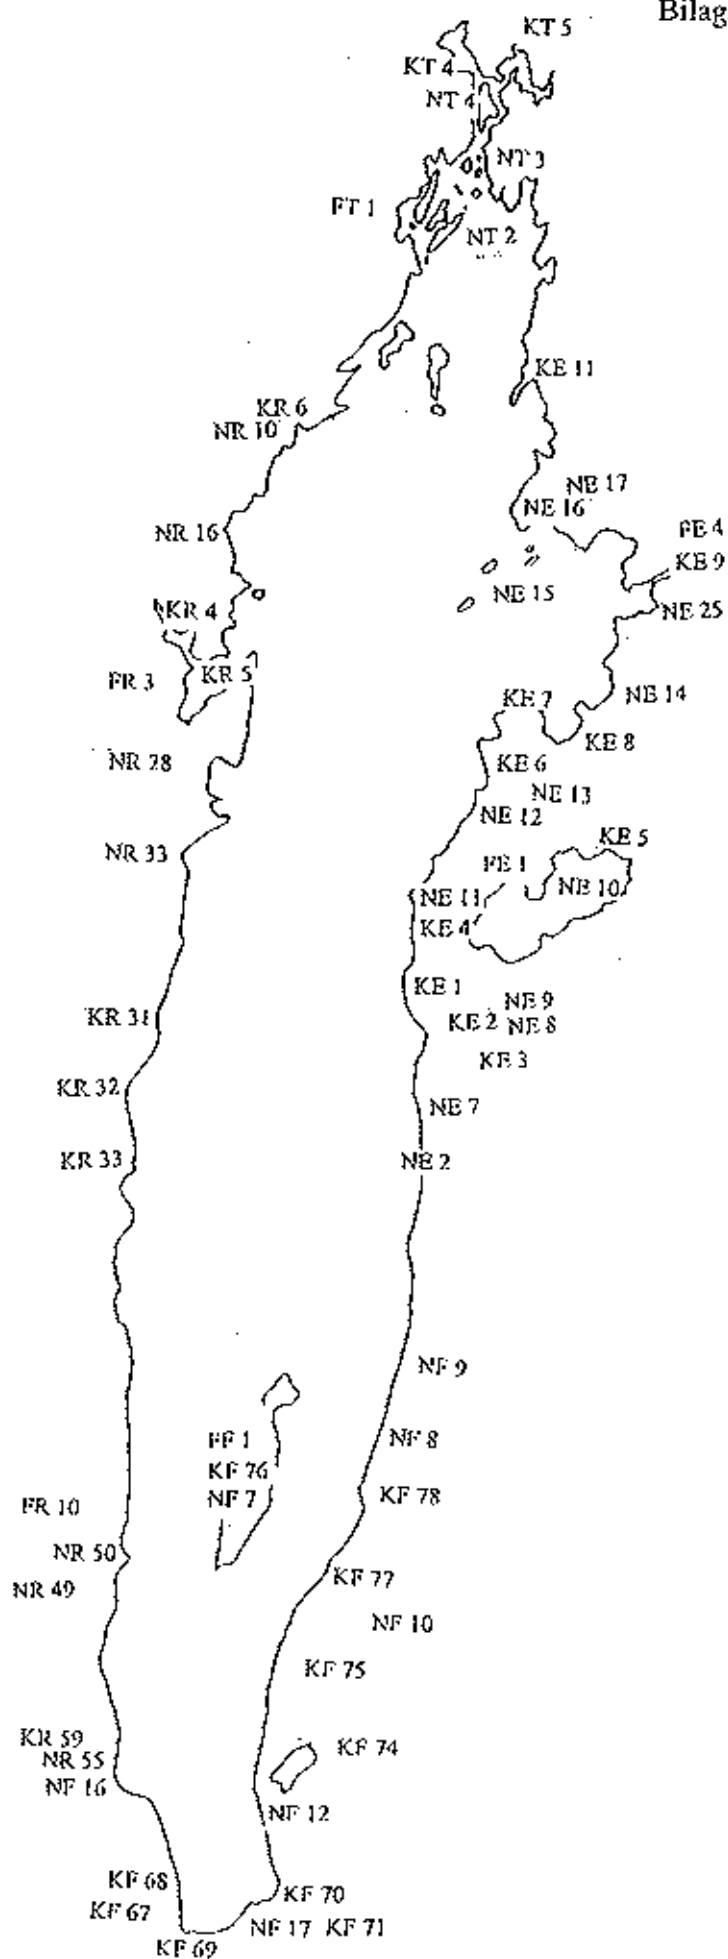 Bilag
KT 5
KT 4
NT 4
NT 3
FT 1
NT 2
KE 11
KR 6
NR 10
NE 17
NE 16
NR 16
FE 4
KE 9
NE 15
KR 4
NE 25
KR 5
FR 3
NE 14
KE 7
KE 8
NR 28
KE 6
NE 13
NE 12
KE 5
NR 33
FE 1
NE 10
NE 11
KE 4
KE 1
NE 9
KR 31
KE 2
NE 8
KE 3
KR 32
NE 7
KR 33
NE 2
NF 9
FF 1
NF 8
KF 76
NF 7
KF 78
FR 10
NR 50
KF 77
NR 49
NF 10
KF 75
KR 59
KF 74
NR 55
NF 16
NF 12
KF 68
KF 70
KF 67
NF 17 KF 71
KF 69